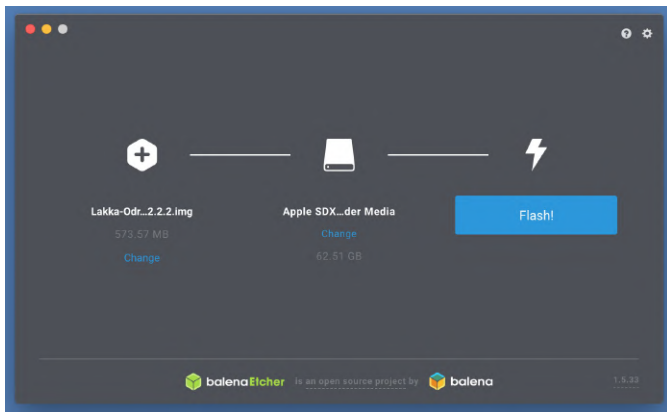 Lakka-Odr...2.2.2.img
573.57 MB
Change
Apple SDX...der Media
Change
62.51 GB
Flash!
balenaEtcher is an open source project by balena
1.5.33